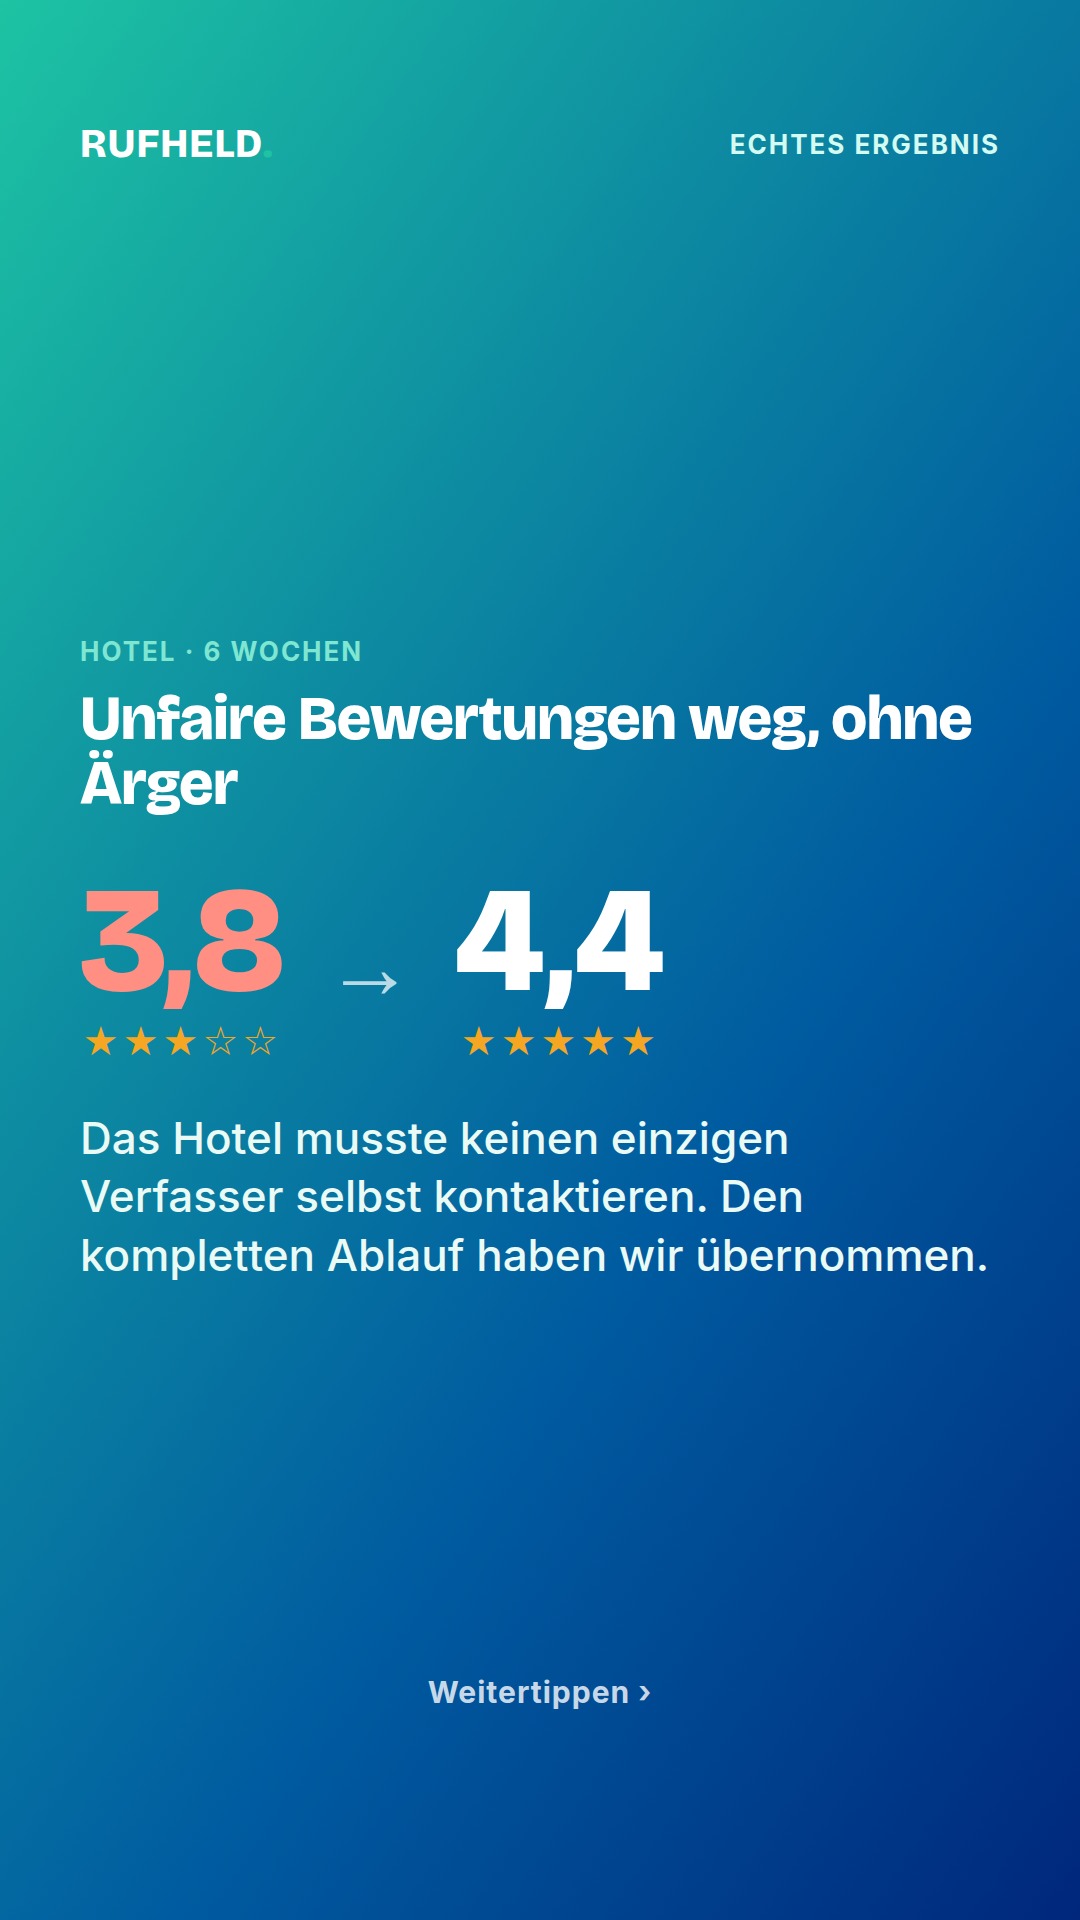 RUFHELD.
ECHTES ERGEBNIS
HOTEL · 6 WOCHEN
Unfaire Bewertungen weg, ohne
Ärger
3,8 → 4,4
★★★☆☆ ★★★★★
Das Hotel musste keinen einzigen
Verfasser selbst kontaktieren. Den
kompletten Ablauf haben wir übernommen.
Weitertippen ›